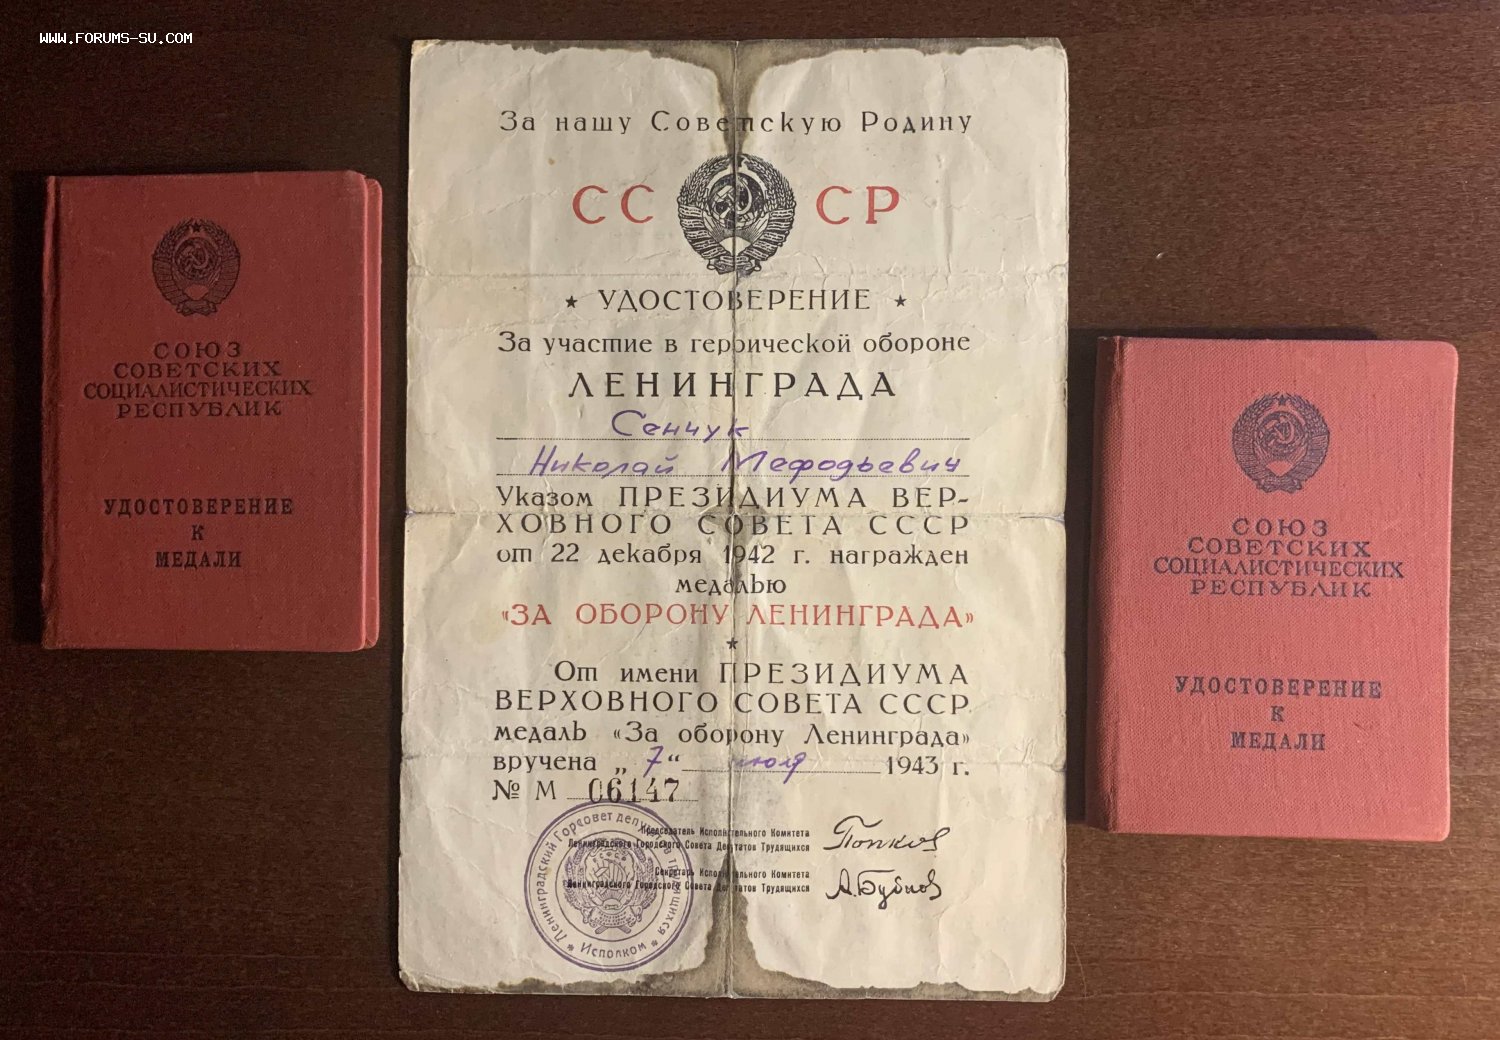 WWW.FORUMS-SU.COM
СОЮЗ
СОВЕТСКИХ
СОЦИАЛИСТИЧЕСКИХ
РЕСПУБЛИК
УДОСТОВЕРЕНИЕ
К
МЕДАЛИ
За нашу Советскую Родину
СССР
★ УДОСТОВЕРЕНИЕ ★
За участие в героической обороне
ЛЕНИНГРАДА
Сенчук
Николай Мефодьевич
Указом ПРЕЗИДИУМА ВЕР-
ХОВНОГО СОВЕТА СССР
от 22 декабря 1942 г. награжден
медалью
«ЗА ОБОРОНУ ЛЕНИНГРАДА»
★
От имени ПРЕЗИДИУМА
ВЕРХОВНОГО СОВЕТА СССР
медаль «За оборону Ленинграда»
вручена „7“ июля 1943 г.
№ М 06147
Председатель Исполнительного Комитета
Ленинградского Городского Совета Депутатов Трудящихся
Попков
Секретарь Исполнительного Комитета
Ленинградского Городского Совета Депутатов Трудящихся
А.Бубнов
Ленинградский Горсовет депутатов трудящихся
★ Исполком ★
СОЮЗ
СОВЕТСКИХ
СОЦИАЛИСТИЧЕСКИХ
РЕСПУБЛИК
УДОСТОВЕРЕНИЕ
К
МЕДАЛИ